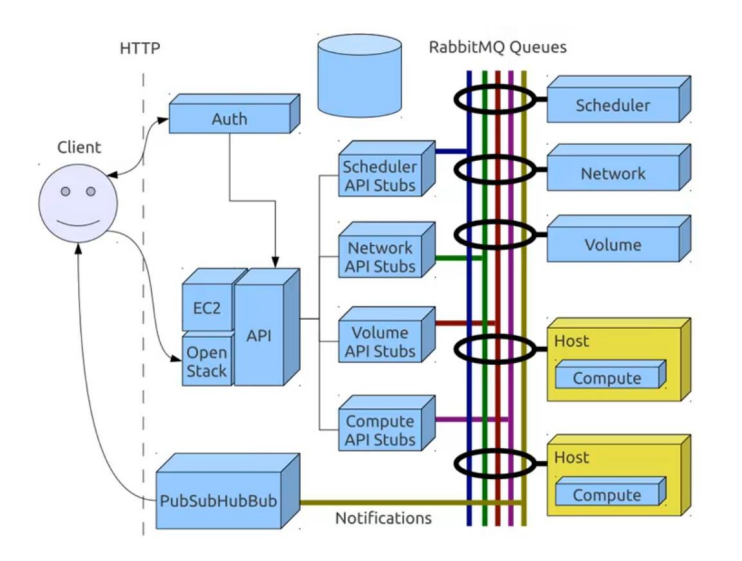 HTTP
RabbitMQ Queues
Auth
Scheduler
Client
Scheduler
API Stubs
Network
Network
API Stubs
Volume
EC2
API
Open
Stack
Volume
API Stubs
Host
Compute
Compute
API Stubs
Host
Compute
PubSubHubBub
Notifications